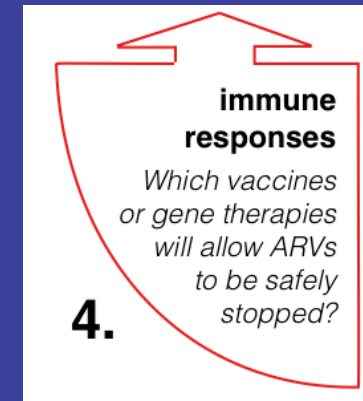 immune
responses
Which vaccines
or gene therapies
will allow ARVs
to be safely
stopped?
4.